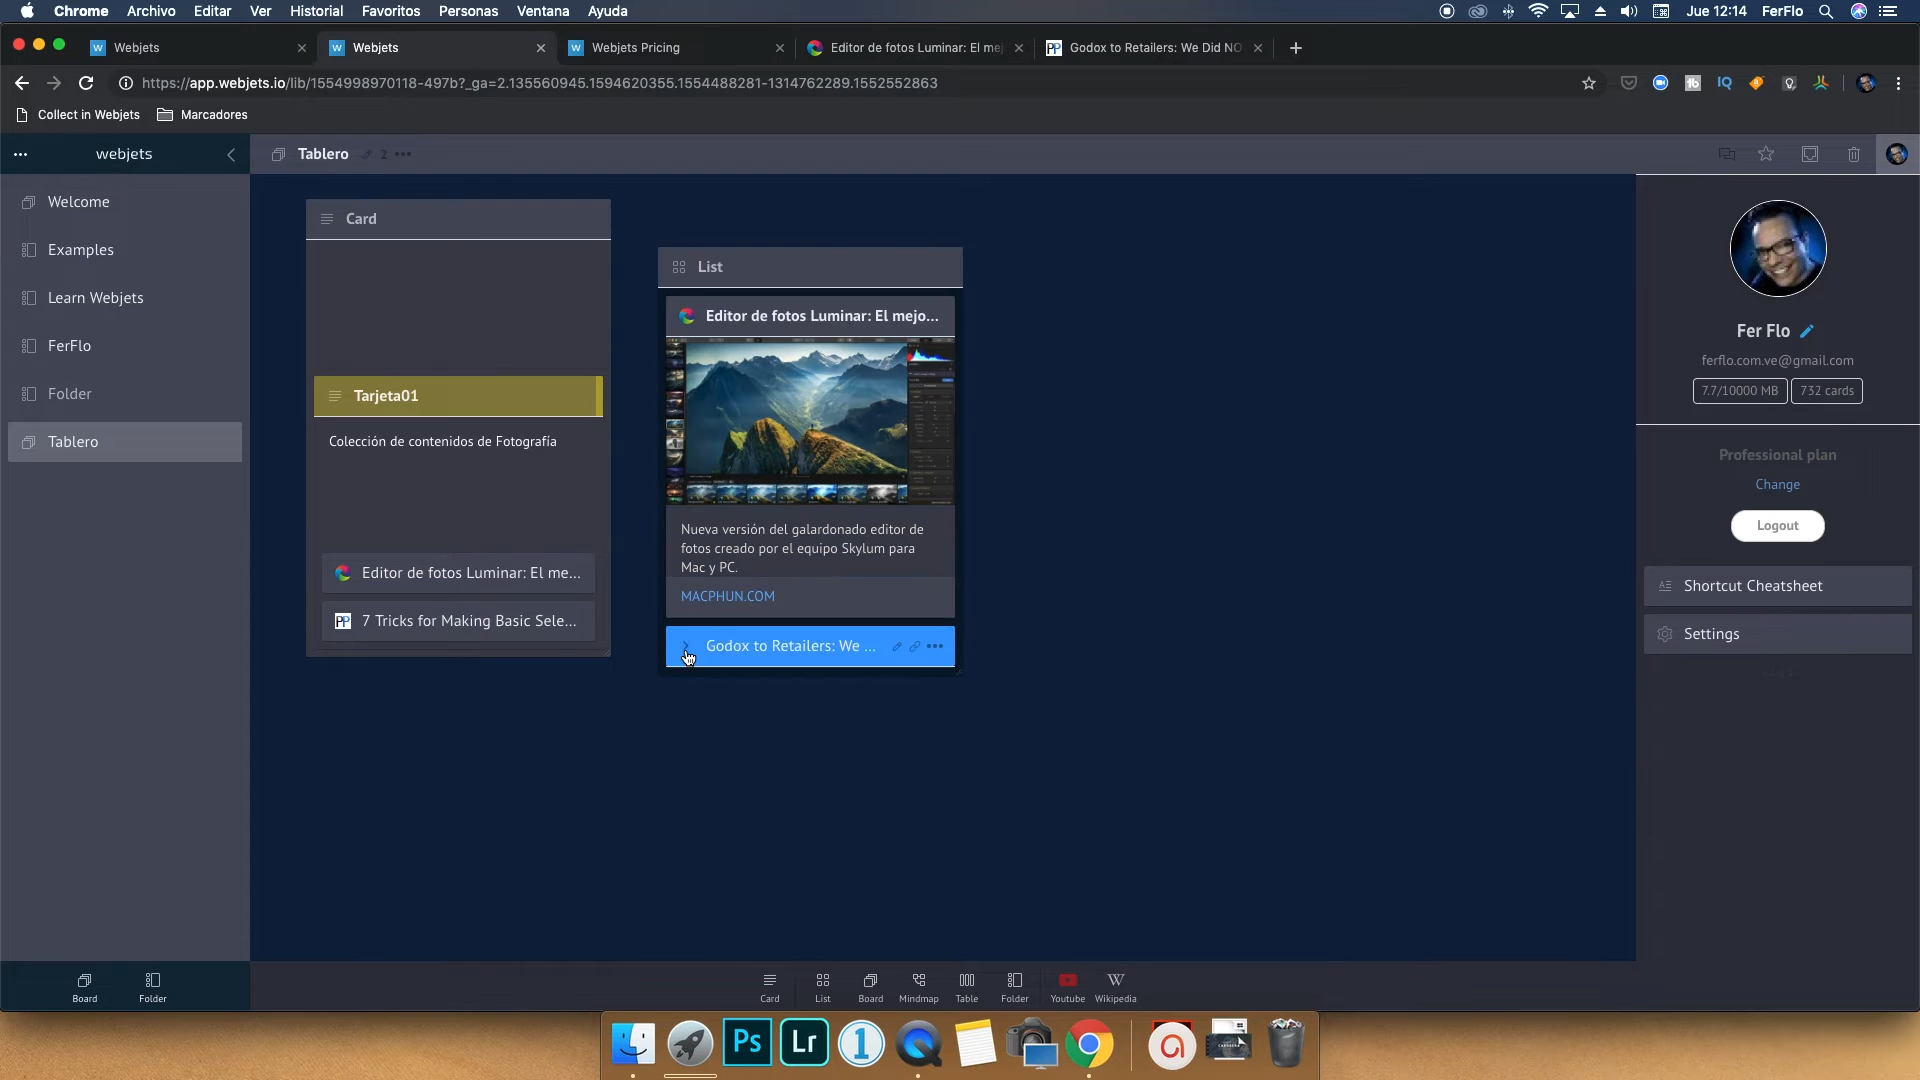 Chrome Archivo Editar Ver Historial Favoritos Personas Ventana Ayuda
Jue 12:14 FerFlo
Webjets
Webjets
Webjets Pricing
Editor de fotos Luminar: El mej
Godox to Retailers: We Did NO
https://app.webjets.io/lib/1554998970118-497b?_ga=2.135560945.1594620355.1554488281-1314762289.1552552863
Collect in Webjets Marcadores
webjets
Tablero 2
Welcome
Examples
Learn Webjets
FerFlo
Folder
Tablero
Card
Tarjeta01
Colección de contenidos de Fotografía
Editor de fotos Luminar: El me...
7 Tricks for Making Basic Sele...
List
Editor de fotos Luminar: El mejo...
Nueva versión del galardonado editor de
fotos creado por el equipo Skylum para
Mac y PC.
MACPHUN.COM
Godox to Retailers: We ...
Fer Flo
ferflo.com.ve@gmail.com
7.7/10000 MB 732 cards
Professional plan
Change
Logout
Shortcut Cheatsheet
Settings
Board Folder
Card List Board Mindmap Table Folder Youtube Wikipedia
Ps Lr 1